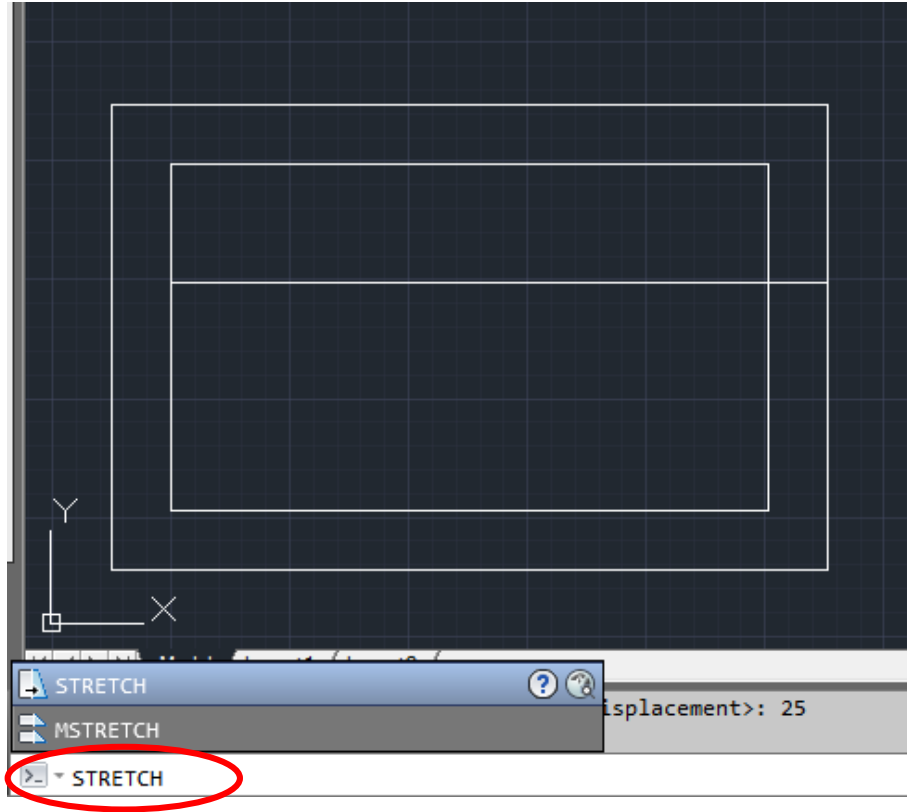 Y
X
STRETCH
isplacement>: 25
MSTRETCH
STRETCH